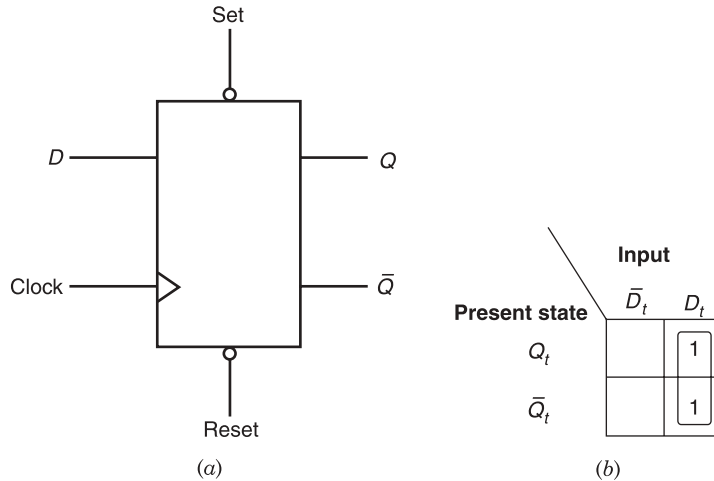 Set
D
Q
Clock
Q̄
Reset
(a)
Input
Present state
D̄ₜ Dₜ
Qₜ 1
Q̄ₜ 1
(b)